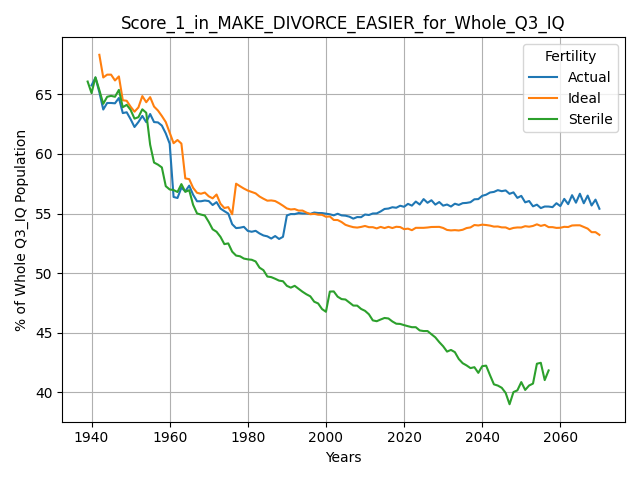 Score_1_in_MAKE_DIVORCE_EASIER_for_Whole_Q3_IQ
Fertility
Actual
Ideal
Sterile
% of Whole Q3_IQ Population
65
60
55
50
45
40
1940 1960 1980 2000 2020 2040 2060
Years